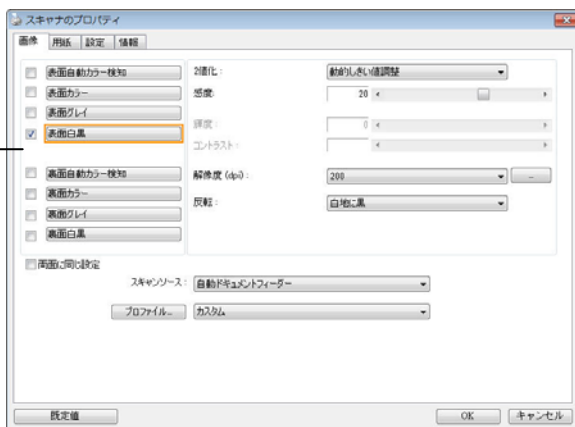 スキャナのプロパティ
画像 用紙 設定 情報
表面自動カラー検知 2値化: 動的しきい値調整
表面カラー 感度: 20
表面グレイ 輝度: 0
表面白黒 コントラスト:
裏面自動カラー検知 解像度 (dpi): 200 ...
裏面カラー 反転: 白地に黒
裏面グレイ
裏面白黒
両面に同じ設定
スキャンソース: 自動ドキュメントフィーダー
プロファイル... カスタム
既定値 OK キャンセル